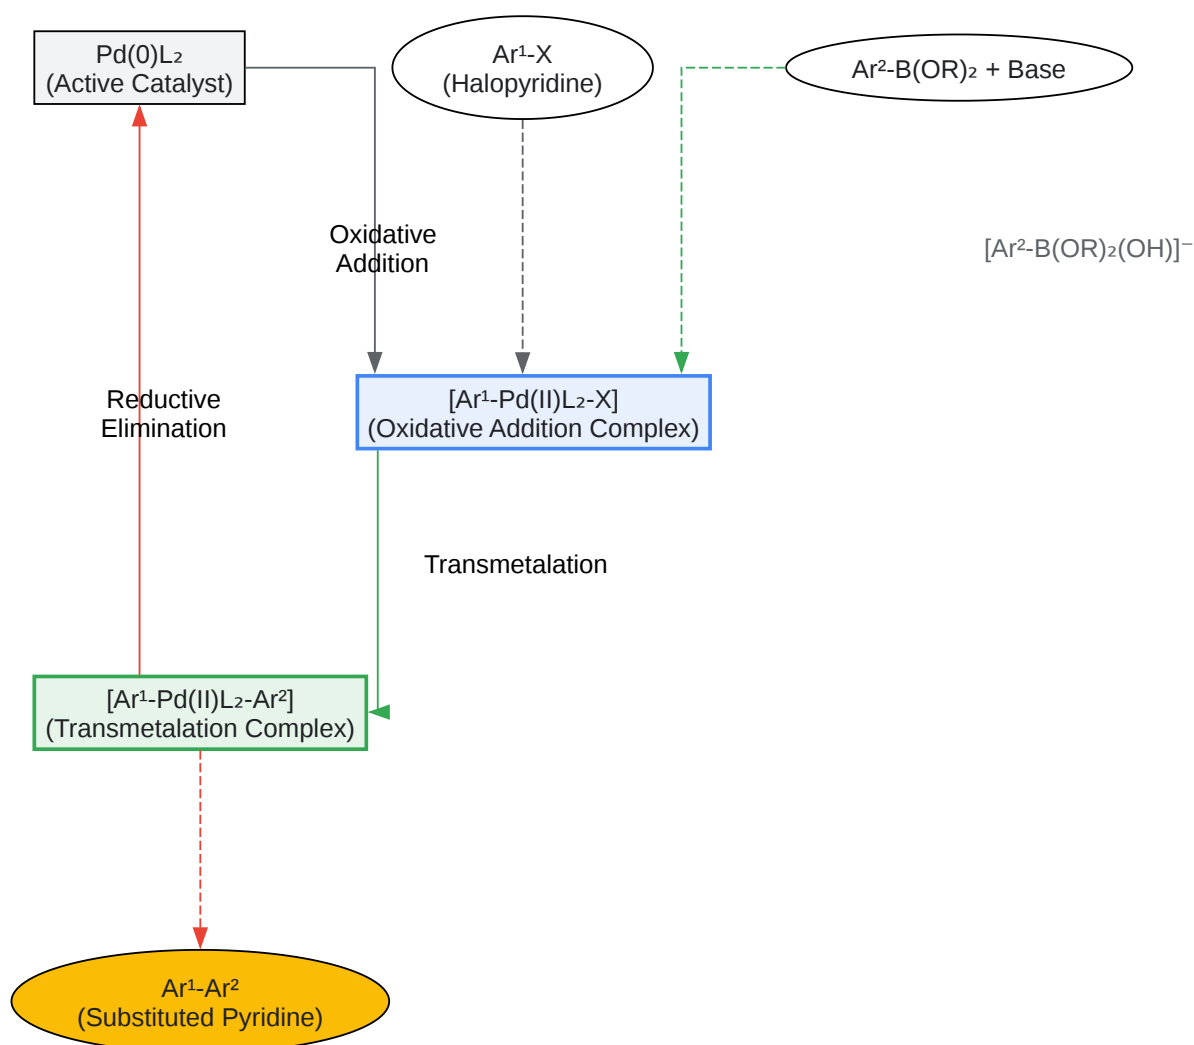 Pd(0)L₂
(Active Catalyst)
Ar¹-X
(Halopyridine)
Ar²-B(OR)₂ + Base
Oxidative
Addition
[Ar²-B(OR)₂(OH)]⁻
Reductive
Elimination
[Ar¹-Pd(II)L₂-X]
(Oxidative Addition Complex)
Transmetalation
[Ar¹-Pd(II)L₂-Ar²]
(Transmetalation Complex)
Ar¹-Ar²
(Substituted Pyridine)